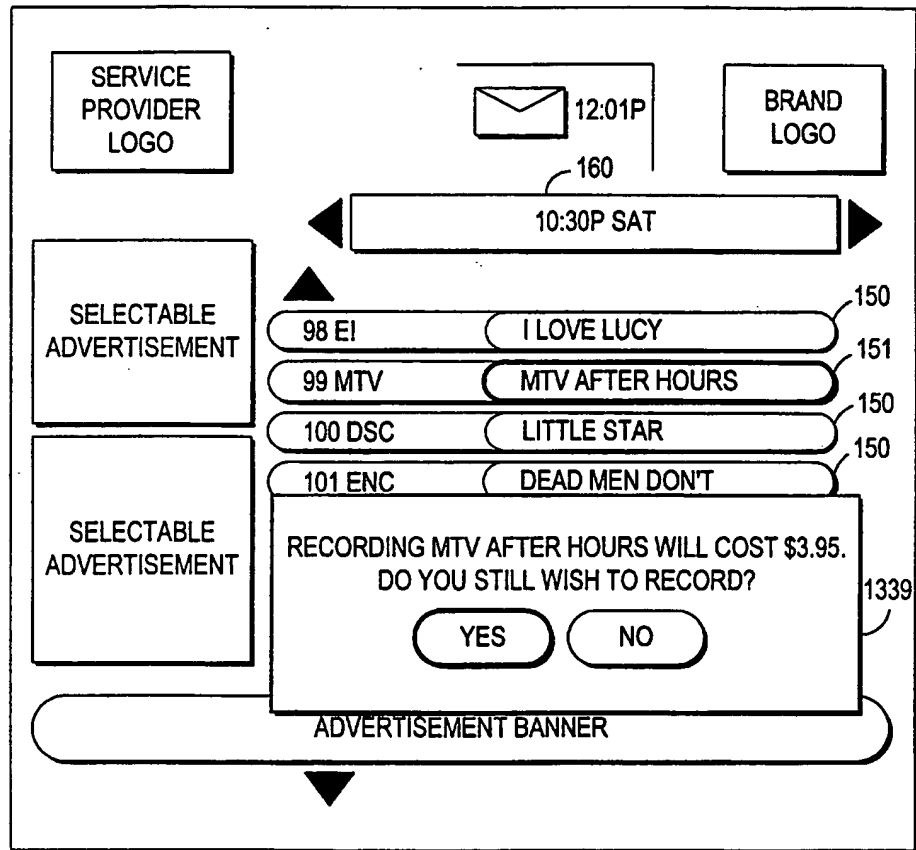 SERVICE
PROVIDER
LOGO
12:01P
BRAND
LOGO
160
10:30P SAT
SELECTABLE
ADVERTISEMENT
150
98 E!
I LOVE LUCY
151
99 MTV
MTV AFTER HOURS
150
100 DSC
LITTLE STAR
150
101 ENC
DEAD MEN DON'T
SELECTABLE
ADVERTISEMENT
RECORDING MTV AFTER HOURS WILL COST $3.95.
DO YOU STILL WISH TO RECORD?
1339
YES
NO
ADVERTISEMENT BANNER